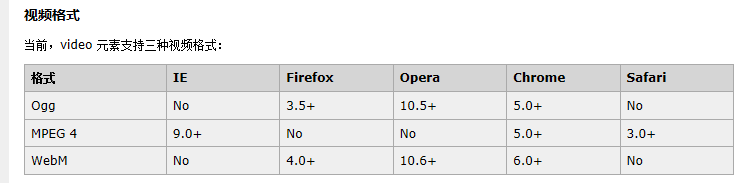 视频格式
当前，video 元素支持三种视频格式：
格式 IE Firefox Opera Chrome Safari
Ogg No 3.5+ 10.5+ 5.0+ No
MPEG 4 9.0+ No No 5.0+ 3.0+
WebM No 4.0+ 10.6+ 6.0+ No